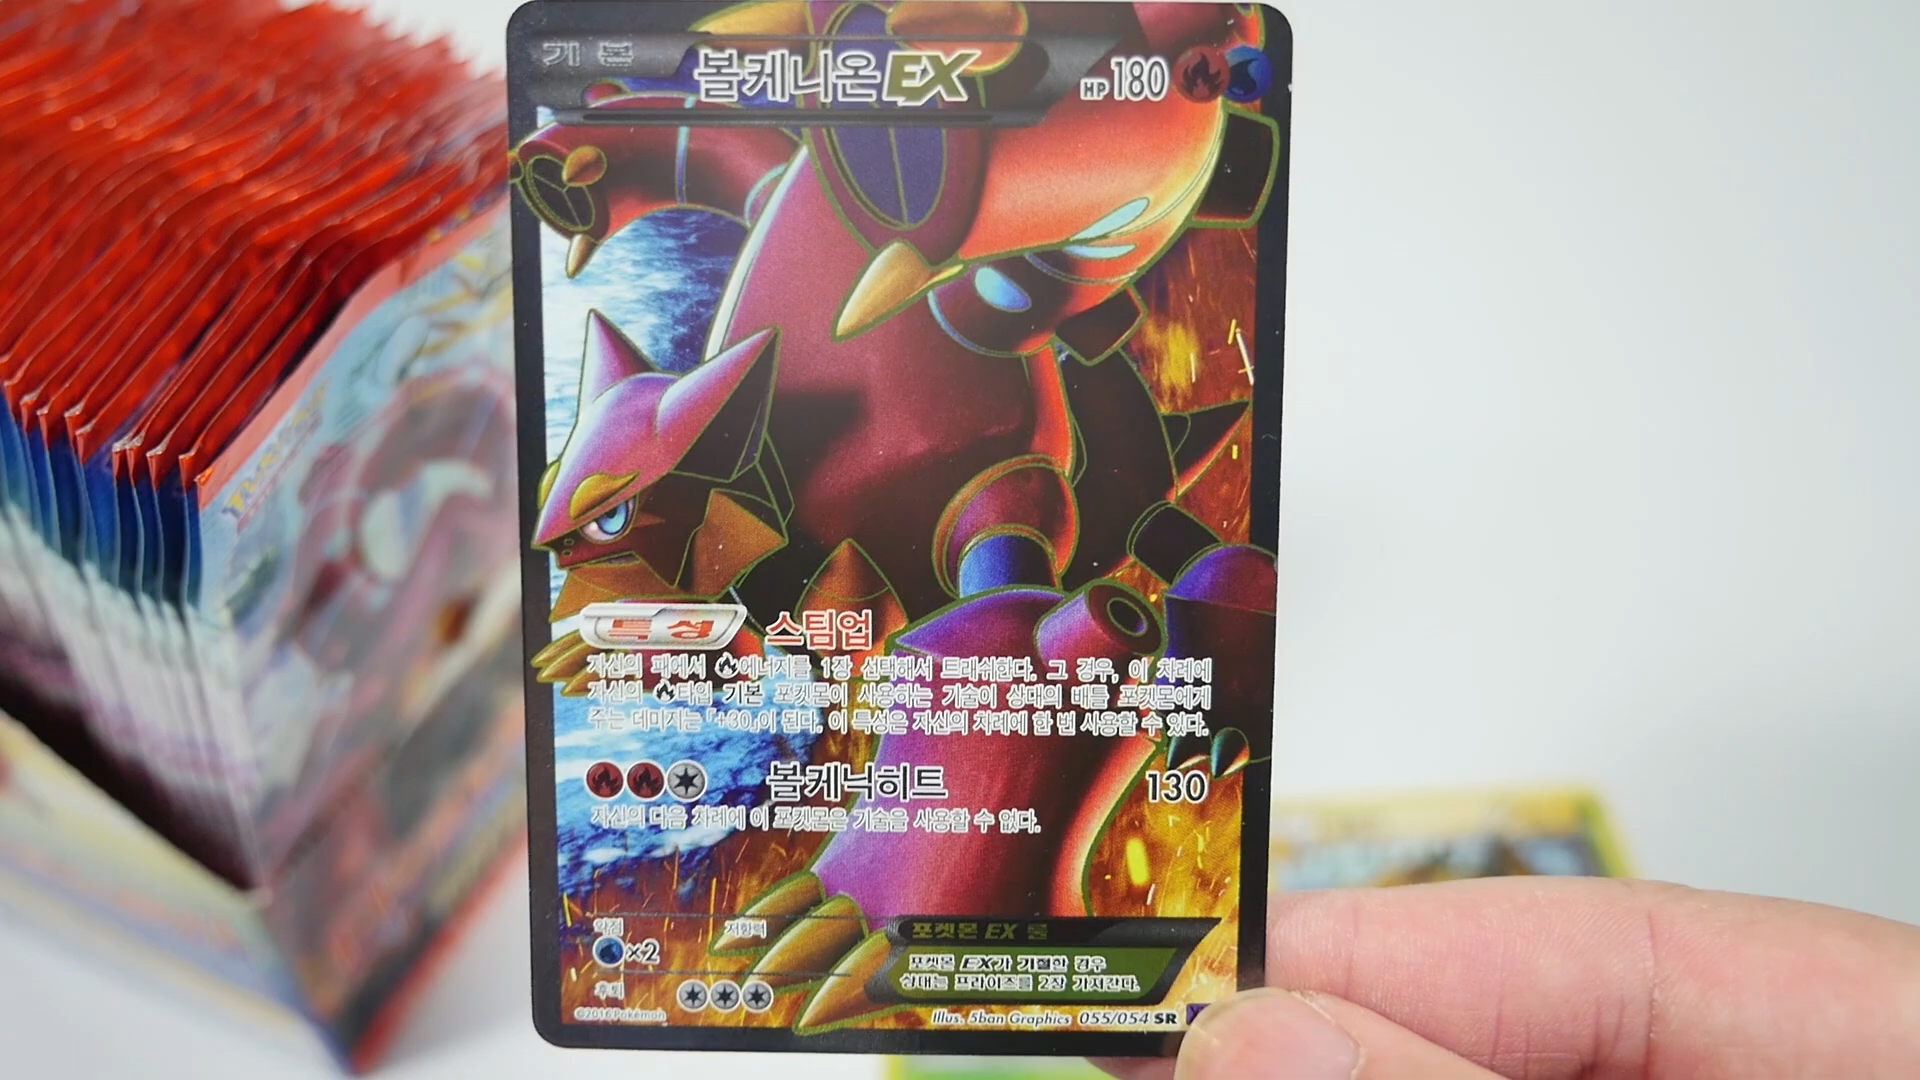 기본
볼케니온EX
HP 180
특성 스팀업
자신의 패에서 에너지를 1장 선택해서 트래쉬한다. 그 경우, 이 차례에
자신의 타입 기본 포켓몬이 사용하는 기술이 상대의 배틀 포켓몬에게
주는 데미지는 「+30」이 된다. 이 특성은 자신의 차례에 한 번 사용할 수 있다.
볼케닉히트 130
자신의 다음 차례에 이 포켓몬은 기술을 사용할 수 없다.
약점 저항력
×2
후퇴
포켓몬 EX 룰
포켓몬 EX가 기절한 경우
상대는 프라이즈를 2장 가져간다.
©2016 Pokémon
Illus. 5ban Graphics 055/054 SR